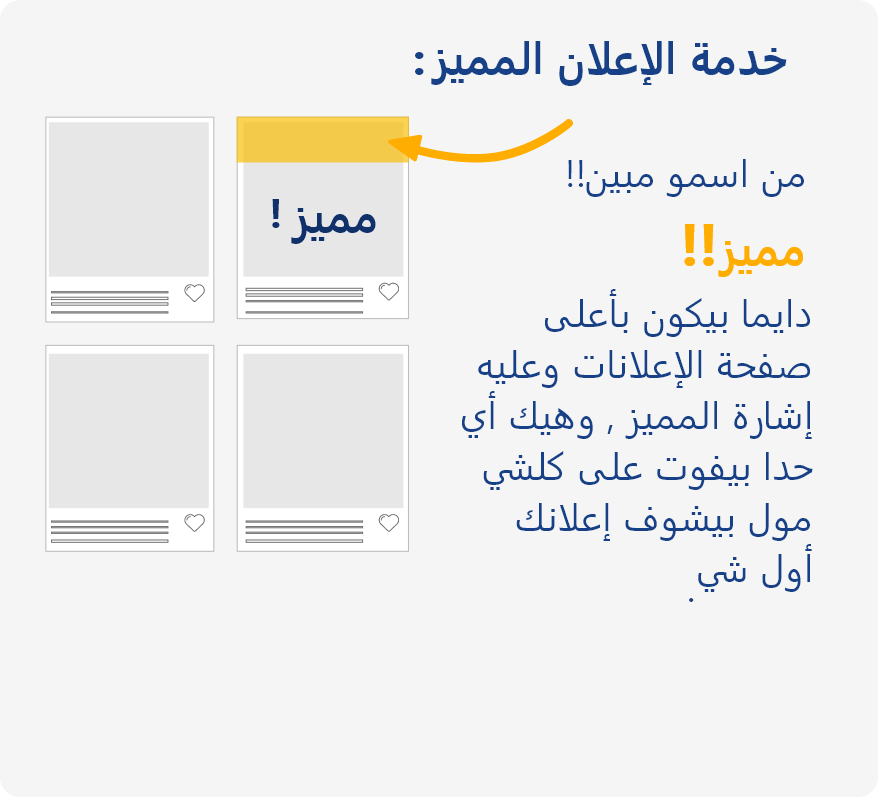 خدمة الإعلان المميز:
من اسمو مبين!!
مميز!!
دايما بيكون بأعلى
صفحة الإعلانات وعليه
إشارة المميز , وهيك أي
حدا بيفوت على كلشي
مول بيشوف إعلانك
أول شي.
مميز !